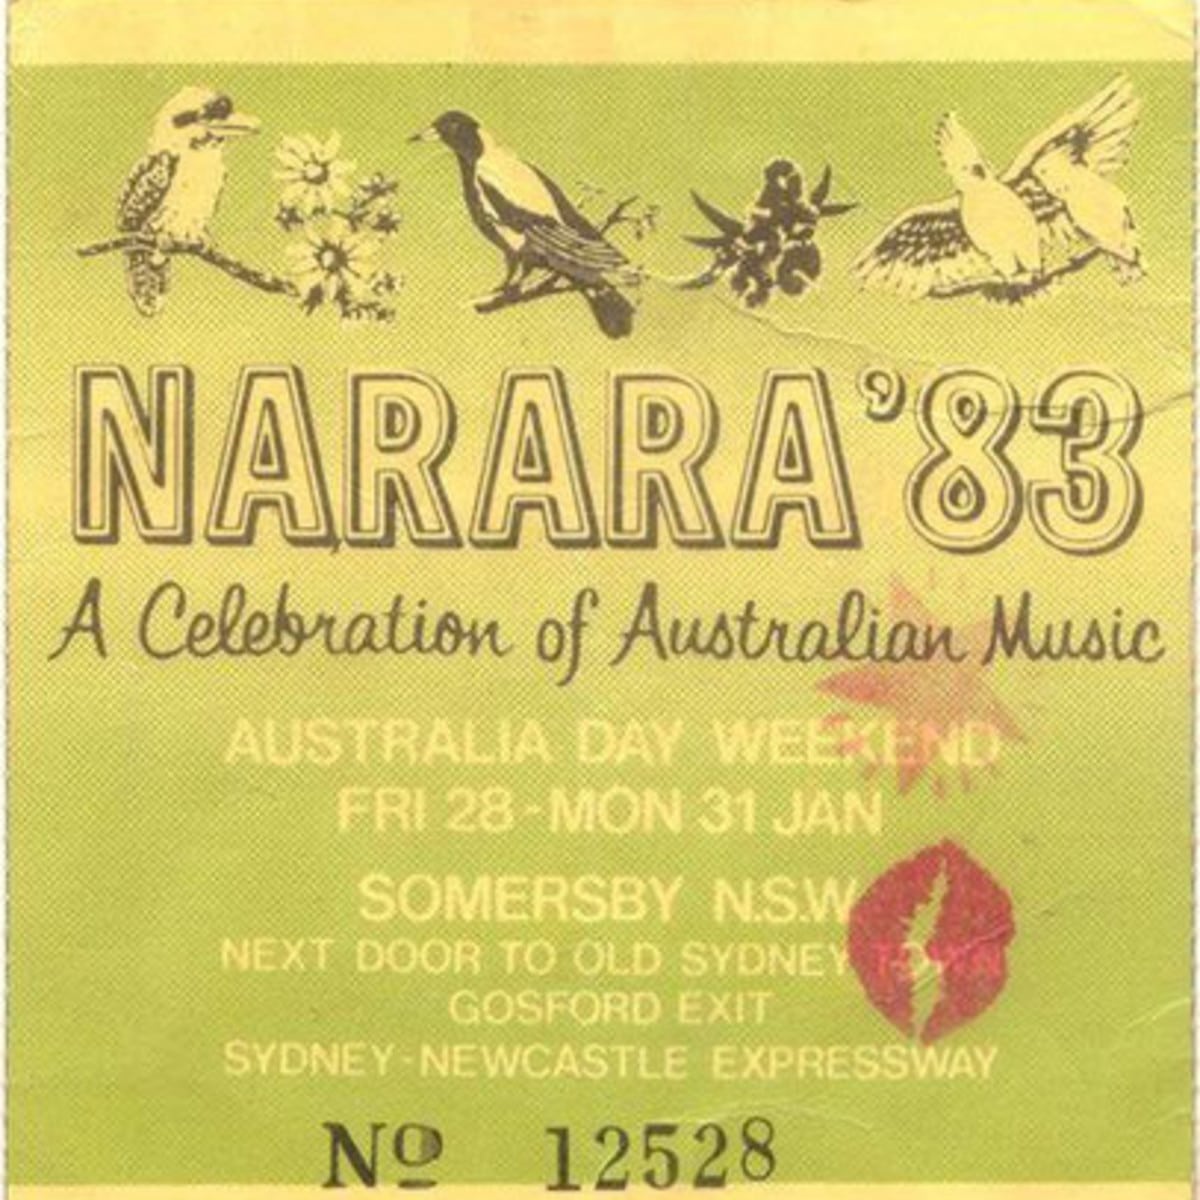 NARARA '83
A Celebration of Australian Music
AUSTRALIA DAY WEEKEND
FRI 28 - MON 31 JAN
SOMERSBY N.S.W.
NEXT DOOR TO OLD SYDNEY TOWN
GOSFORD EXIT
SYDNEY - NEWCASTLE EXPRESSWAY
No 12528